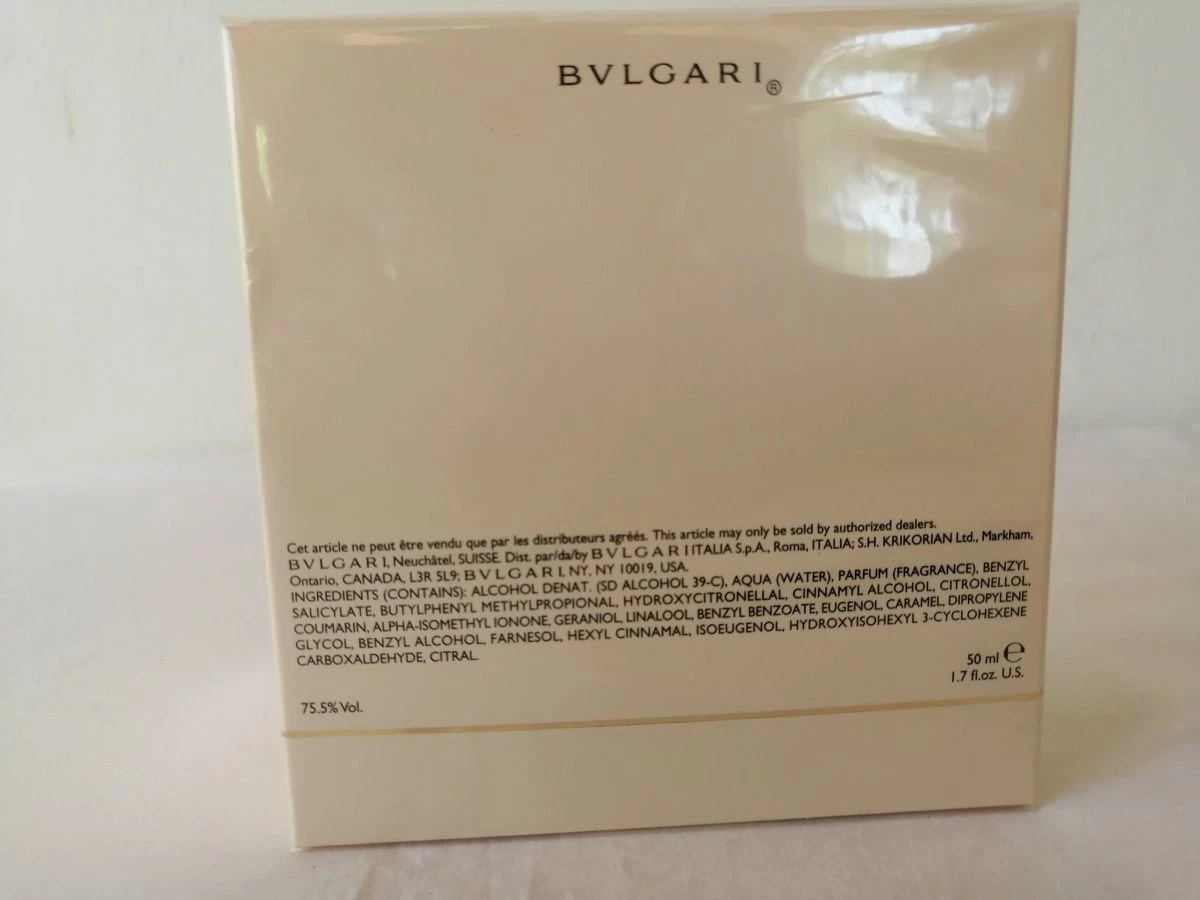 BVLGARI®
Cet article ne peut être vendu que par les distributeurs agréés. This article may only be sold by authorized dealers.
BVLGARI, Neuchâtel, SUISSE. Dist. par/da/by BVLGARI ITALIA S.p.A., Roma, ITALIA; S.H. KRIKORIAN Ltd., Markham,
Ontario, CANADA, L3R 5L9; BVLGARI, NY, NY 10019, USA.
INGREDIENTS (CONTAINS): ALCOHOL DENAT. (SD ALCOHOL 39-C), AQUA (WATER), PARFUM (FRAGRANCE), BENZYL
SALICYLATE, BUTYLPHENYL METHYLPROPIONAL, HYDROXYCITRONELLAL, CINNAMYL ALCOHOL, CITRONELLOL,
COUMARIN, ALPHA-ISOMETHYL IONONE, GERANIOL LINALOOL, BENZYL BENZOATE, EUGENOL, CARAMEL, DIPROPYLENE
GLYCOL, BENZYL ALCOHOL, FARNESOL, HEXYL CINNAMAL, ISOEUGENOL, HYDROXYISOHEXYL 3-CYCLOHEXENE
CARBOXALDEHYDE, CITRAL.
50 ml ℮
1.7 fl.oz. U.S.
75.5% Vol.